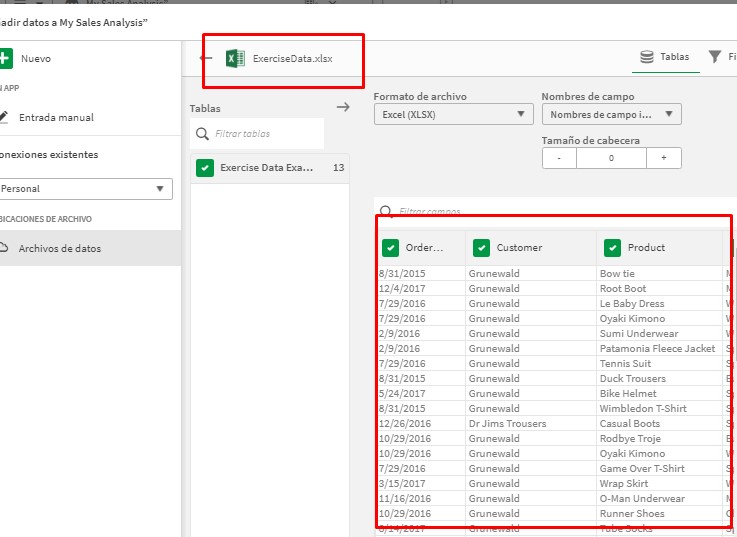 adir datos a My Sales Analysis”
Nuevo
N APP
Entrada manual
onexiones existentes
Personal
BICACIONES DE ARCHIVO
Archivos de datos
ExerciseData.xlsx
Tablas
Fi
Tablas
Filtrar tablas
Exercise Data Exa... 13
Formato de archivo
Excel (XLSX)
Nombres de campo
Nombres de campo i...
Tamaño de cabecera
- 0 +
Filtrar campos
Order... Customer Product
8/31/2015 Grunewald Bow tie
12/4/2017 Grunewald Root Boot
7/29/2016 Grunewald Le Baby Dress
7/29/2016 Grunewald Oyaki Kimono
2/9/2016 Grunewald Sumi Underwear
2/9/2016 Grunewald Patamonia Fleece Jacket
7/29/2016 Grunewald Tennis Suit
8/31/2015 Grunewald Duck Trousers
5/24/2017 Grunewald Bike Helmet
8/31/2015 Grunewald Wimbledon T-Shirt
12/26/2016 Dr Jims Trousers Casual Boots
10/29/2016 Grunewald Rodbye Troje
10/29/2016 Grunewald Oyaki Kimono
7/29/2016 Grunewald Game Over T-Shirt
3/15/2017 Grunewald Wrap Skirt
11/16/2016 Grunewald O-Man Underwear
10/29/2016 Grunewald Runner Shoes
6/14/2017 Grunewald Tube Socks